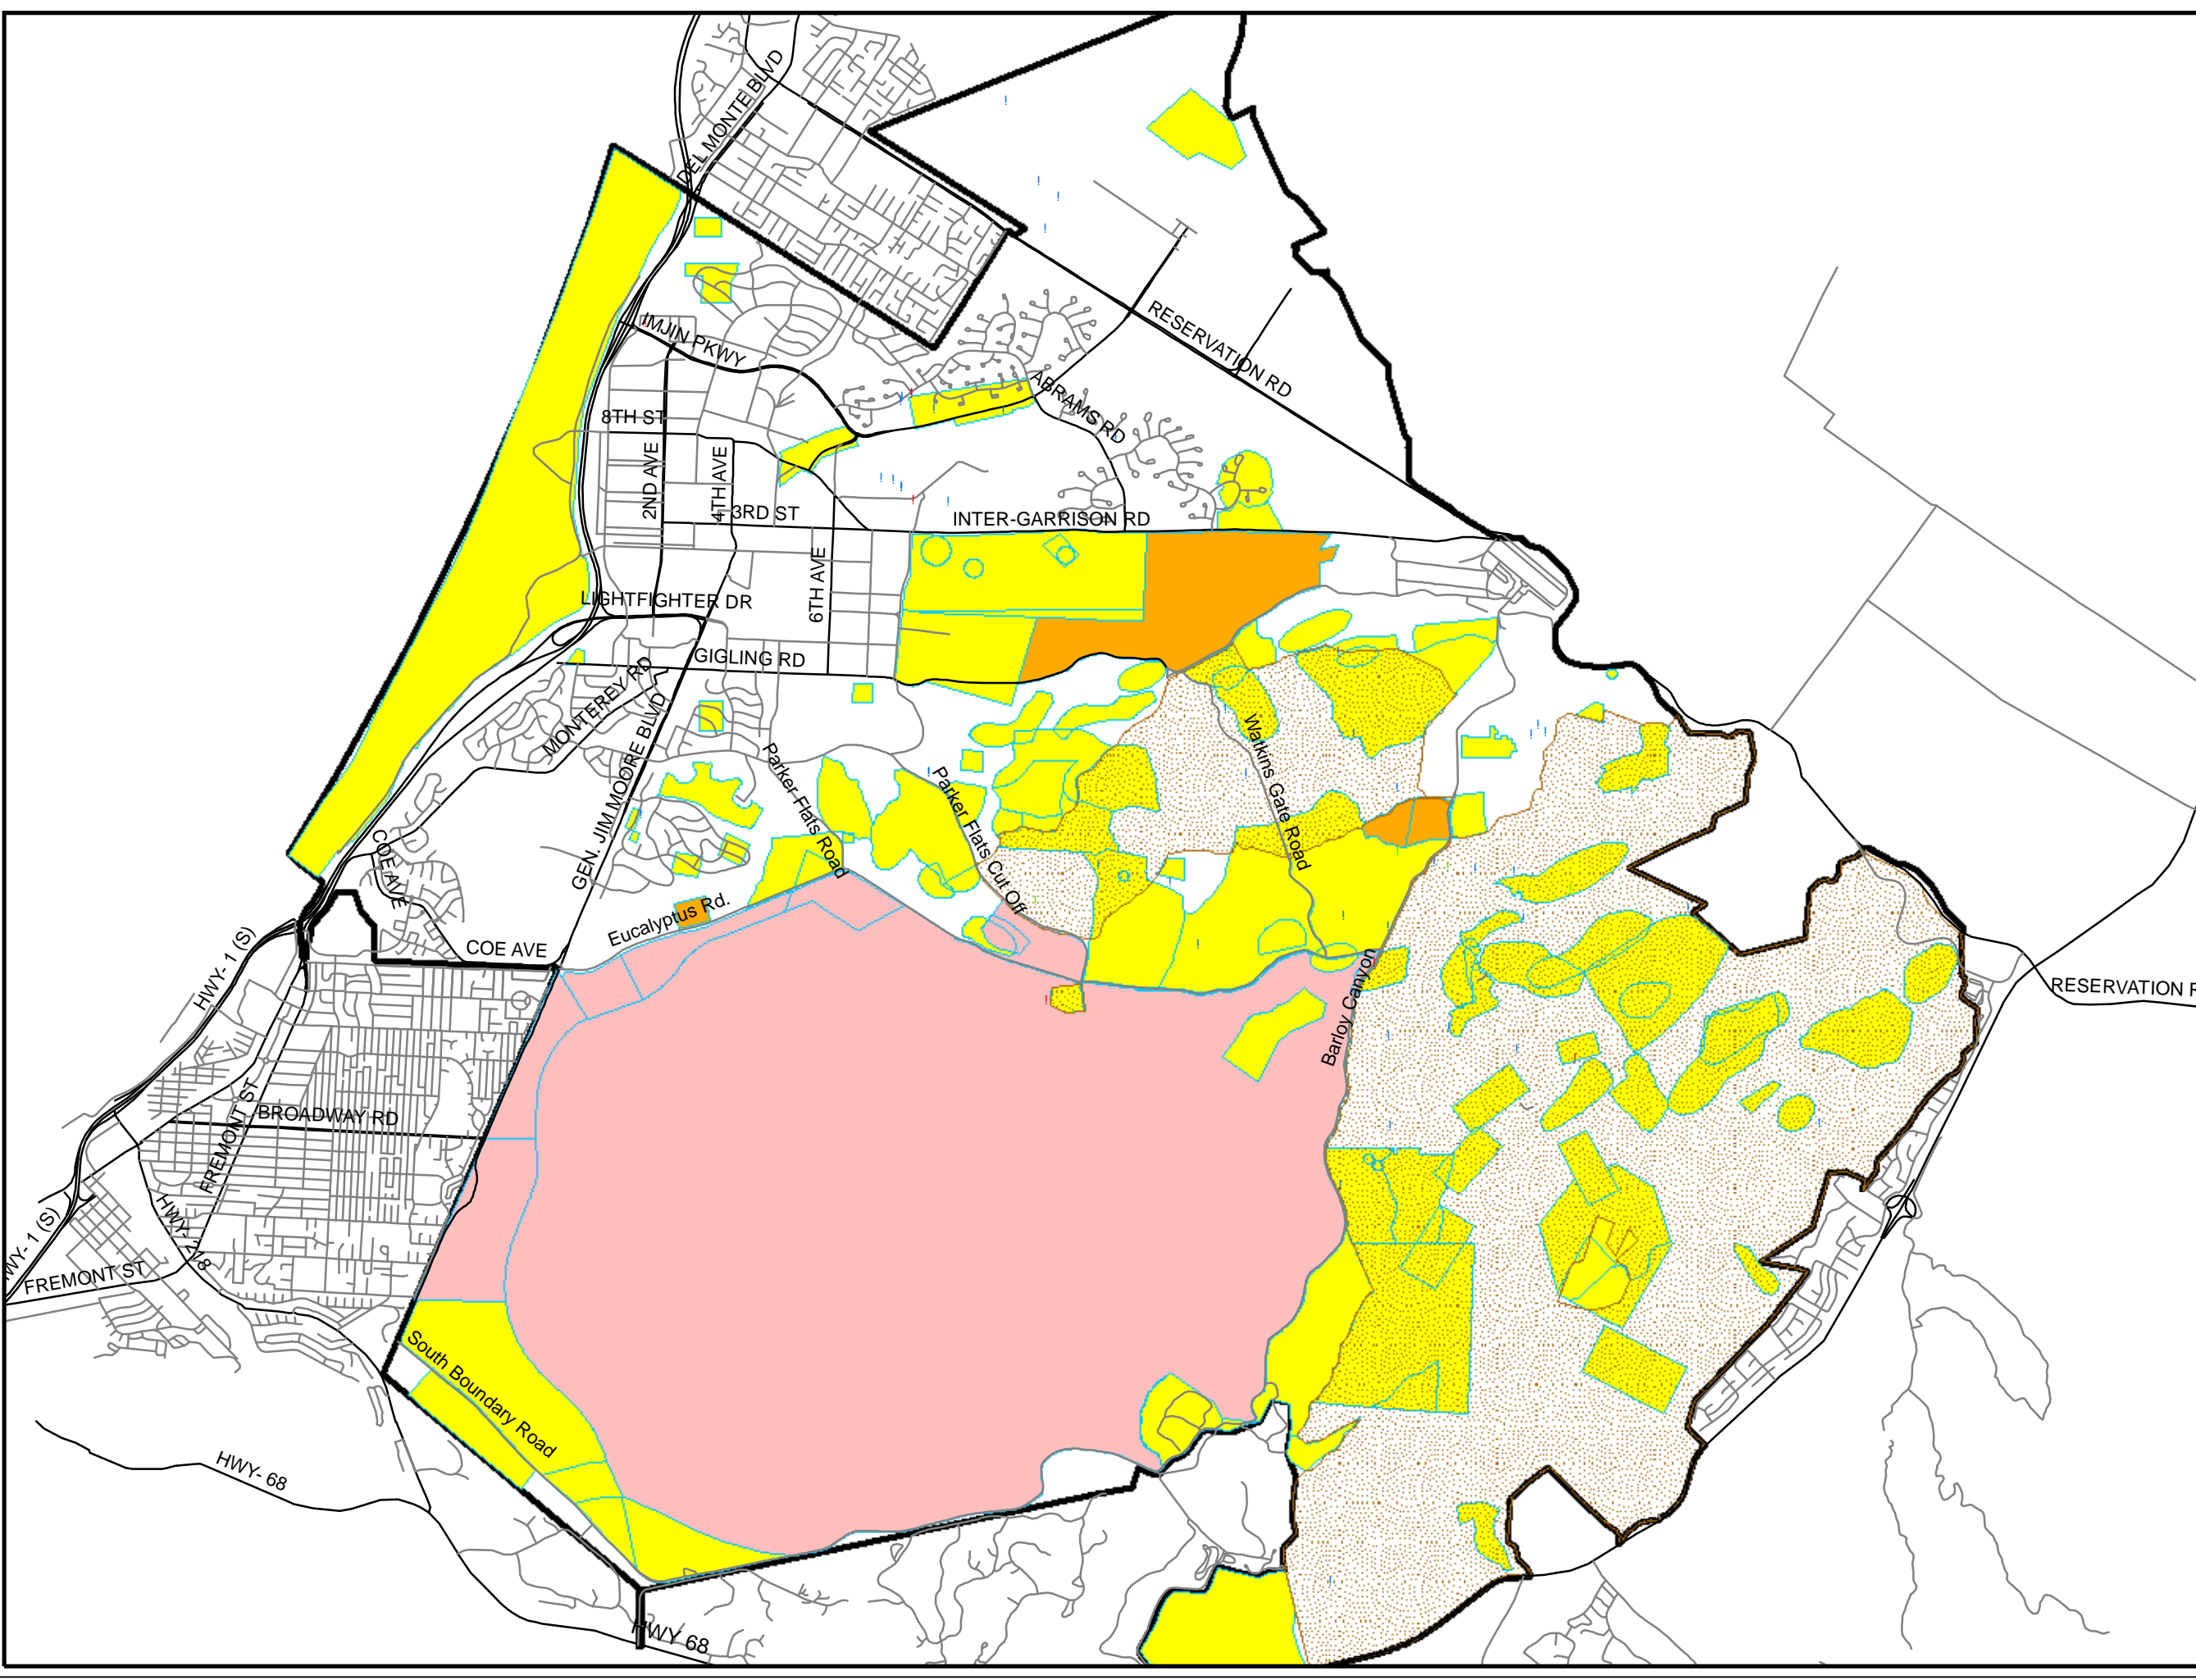 DEL MONTE BLVD
IMJIN PKWY
RESERVATION RD
ABRAMS RD
8TH ST
2ND AVE
4TH AVE
3RD ST
INTER-GARRISON RD
6TH AVE
LIGHTFIGHTER DR
GIGLING RD
MONTEREY RD
GEN. JIM MOORE BLVD
Parker Flats Road
Parker Flats Cut Off
Watkins Gate Road
COE AVE
Eucalyptus Rd.
COE AVE
HWY- 1 (S)
Barloy Canyon
RESERVATION R
BROADWAY RD
FREMONT ST
HWY- 218
WY- 1 (S)
FREMONT ST
South Boundary Road
HWY- 68
HWY 68